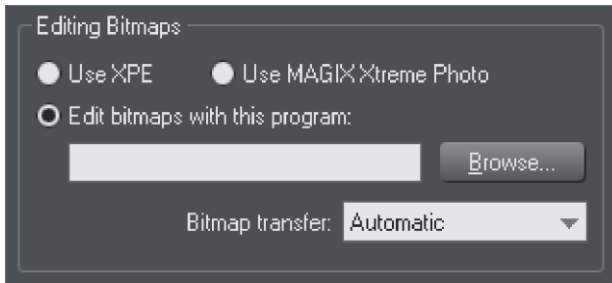 Editing Bitmaps
Use XPE Use MAGIX Xtreme Photo
Edit bitmaps with this program:
Browse...
Bitmap transfer: Automatic